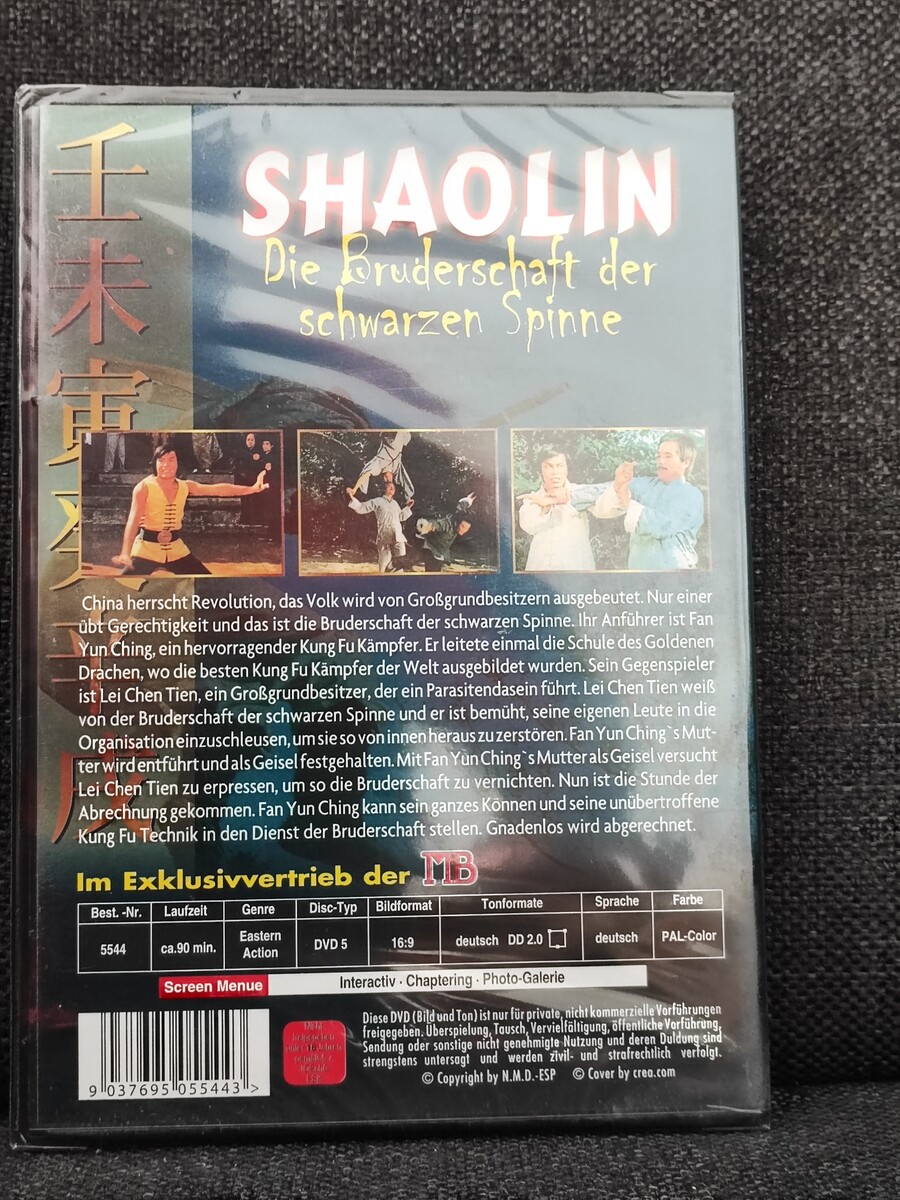 壬
未
寅
癸
辛
戌
SHAOLIN
Die Bruderschaft der
schwarzen Spinne
China herrscht Revolution, das Volk wird von Großgrundbesitzern ausgebeutet. Nur einer
übt Gerechtigkeit und das ist die Bruderschaft der schwarzen Spinne. Ihr Anführer ist Fan
Yun Ching, ein hervorragender Kung Fu Kämpfer. Er leitete einmal die Schule des Goldenen
Drachen, wo die besten Kung Fu Kämpfer der Welt ausgebildet wurden. Sein Gegenspieler
ist Lei Chen Tien, ein Großgrundbesitzer, der ein Parasitendasein führt. Lei Chen Tien weiß
von der Bruderschaft der schwarzen Spinne und er ist bemüht, seine eigenen Leute in die
Organisation einzuschleusen, um sie so von innen heraus zu zerstören. Fan Yun Ching`s Mut-
ter wird entführt und als Geisel festgehalten. Mit Fan Yun Ching`s Mutter als Geisel versucht
Lei Chen Tien zu erpressen, um so die Bruderschaft zu vernichten. Nun ist die Stunde der
Abrechnung gekommen. Fan Yun Ching kann sein ganzes Können und seine unübertroffene
Kung Fu Technik in den Dienst der Bruderschaft stellen. Gnadenlos wird abgerechnet.
Im Exklusivvertrieb der MB
Best. -Nr. Laufzeit Genre Disc-Typ Bildformat Tonformate Sprache Farbe
5544 ca.90 min. Eastern Action DVD 5 16:9 deutsch DD 2.0 deutsch PAL-Color
Screen Menue Interactiv · Chaptering · Photo-Galerie
Diese DVD (Bild und Ton) ist nur für private, nicht kommerzielle Vorführungen
freigegeben. Überspielung, Tausch, Vervielfältigung, öffentliche Vorführung,
Sendung oder sonstige nicht genehmigte Nutzung und deren Duldung sind
strengstens untersagt und werden zivil- und strafrechtlich verfolgt.
© Copyright by N.M.D.-ESP © Cover by crea.com
9 037695 055443 >